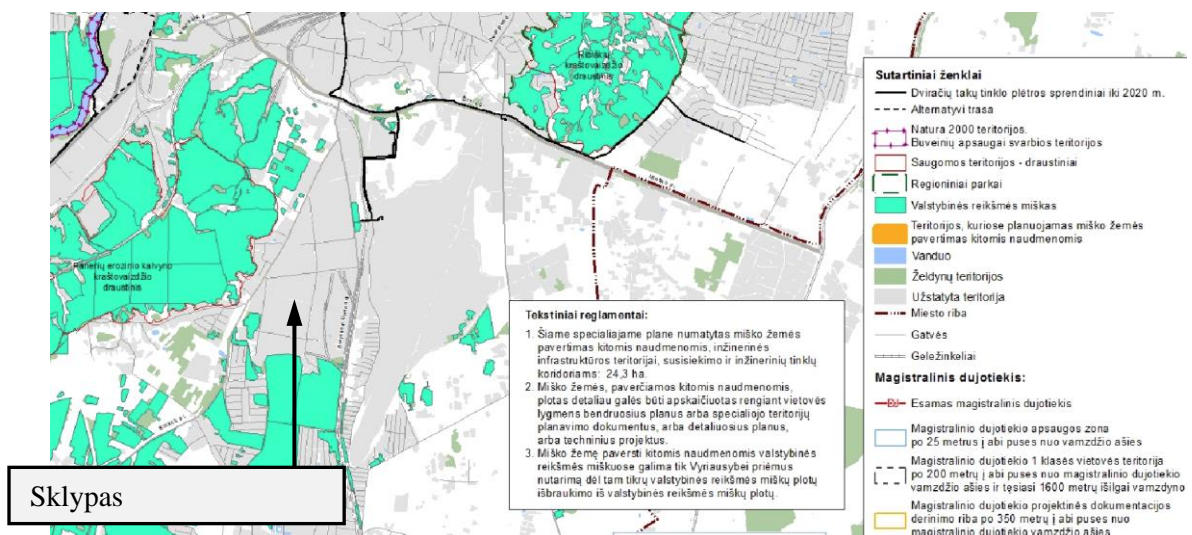 Ribiškių
kraštovaizdžio
draustinis
Panerių erozinio kalvyno
kraštovaizdžio
draustinis
Sklypas
Tekstiniai reglamentai:
1. Šiame specialiajame plane numatytas miško žemės
pavertimas kitomis naudmenomis, inžinerinės
infrastruktūros teritorijai, susisiekimo ir inžinerinių tinklų
koridoriams: 24,3 ha.
2. Miško žemės, paverčiamos kitomis naudmenomis,
plotas detaliau galės būti apskaičiuotas rengiant vietovės
lygmens bendruosius planus arba specialiojo teritorijų
planavimo dokumentus, arba detaliuosius planus,
arba techninius projektus.
3. Miško žemę paversti kitomis naudmenomis valstybinės
reikšmės miškuose galima tik Vyriausybei priėmus
nutarimą dėl tam tikrų valstybinės reikšmės miškų plotų
išbraukimo iš valstybinės reikšmės miškų plotų.
Sutartiniai ženklai
Dviračių takų tinklo plėtros sprendiniai iki 2020 m.
Alternatyvi trasa
Natura 2000 teritorijos.
Buveinių apsaugai svarbios teritorijos
Saugomos teritorijos - draustiniai
Regioniniai parkai
Valstybinės reikšmės miškas
Teritorijos, kuriose planuojamas miško žemės
pavertimas kitomis naudmenomis
Vanduo
Želdynų teritorijos
Užstatyta teritorija
Miesto riba
Gatvės
Geležinkeliai
Magistralinis dujotiekis:
Esamas magistralinis dujotiekis
Magistralinio dujotiekio apsaugos zona
po 25 metrus į abi puses nuo vamzdžio ašies
Magistralinio dujotiekio 1 klasės vietovės teritorija
po 200 metrų į abi puses nuo magistralinio dujotiekio
vamzdžio ašies ir tęsiasi 1600 metrų išilgai vamzdyno
Magistralinio dujotiekio projektinės dokumentacijos
derinimo riba po 350 metrų į abi puses nuo
magistralinio dujotiekio vamzdžio ašies